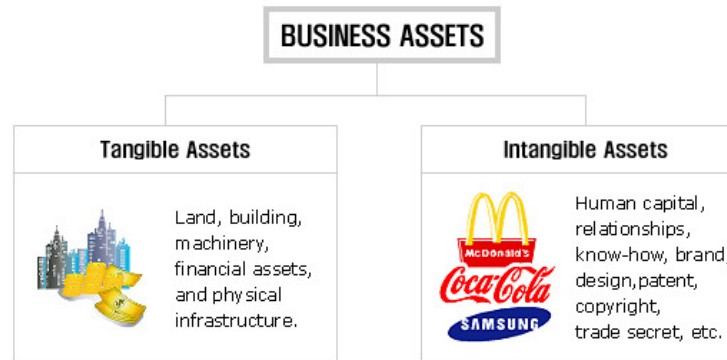 BUSINESS ASSETS
Tangible Assets
Land, building,
machinery,
financial assets,
and physical
infrastructure.
Intangible Assets
McDonald's
Coca-Cola
SAMSUNG
Human capital,
relationships,
know-how, brand,
design,patent,
copyright,
trade secret, etc.